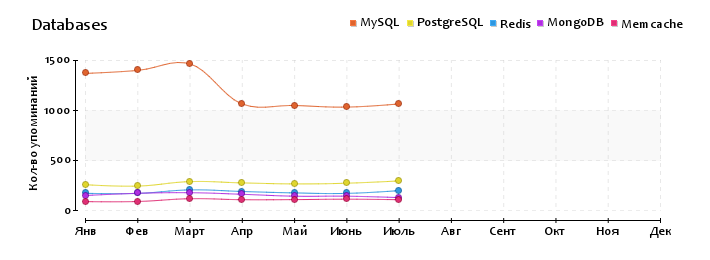 Databases
MySQL PostgreSQL Redis MongoDB Memcache
Кол-во упоминаний
1500
1000
500
0
Янв Фев Март Апр Май Июнь Июль Авг Сент Окт Ноя Дек